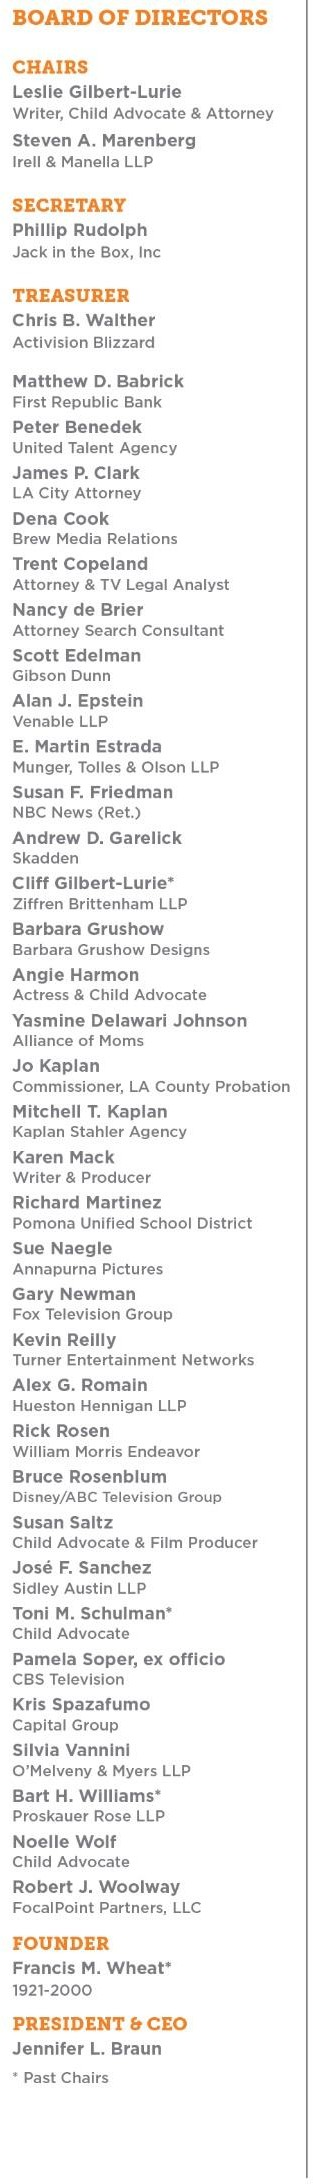 BOARD OF DIRECTORS
CHAIRS
Leslie Gilbert-Lurie
Writer, Child Advocate & Attorney
Steven A. Marenberg
Irell & Manella LLP
SECRETARY
Phillip Rudolph
Jack in the Box, Inc
TREASURER
Chris B. Walther
Activision Blizzard
Matthew D. Babrick
First Republic Bank
Peter Benedek
United Talent Agency
James P. Clark
LA City Attorney
Dena Cook
Brew Media Relations
Trent Copeland
Attorney & TV Legal Analyst
Nancy de Brier
Attorney Search Consultant
Scott Edelman
Gibson Dunn
Alan J. Epstein
Venable LLP
E. Martin Estrada
Munger, Tolles & Olson LLP
Susan F. Friedman
NBC News (Ret.)
Andrew D. Garelick
Skadden
Cliff Gilbert-Lurie*
Ziffren Brittenham LLP
Barbara Grushow
Barbara Grushow Designs
Angie Harmon
Actress & Child Advocate
Yasmine Delawari Johnson
Alliance of Moms
Jo Kaplan
Commissioner, LA County Probation
Mitchell T. Kaplan
Kaplan Stahler Agency
Karen Mack
Writer & Producer
Richard Martinez
Pomona Unified School District
Sue Naegle
Annapurna Pictures
Gary Newman
Fox Television Group
Kevin Reilly
Turner Entertainment Networks
Alex G. Romain
Hueston Hennigan LLP
Rick Rosen
William Morris Endeavor
Bruce Rosenblum
Disney/ABC Television Group
Susan Saltz
Child Advocate & Film Producer
José F. Sanchez
Sidley Austin LLP
Toni M. Schulman*
Child Advocate
Pamela Soper, ex officio
CBS Television
Kris Spazafumo
Capital Group
Silvia Vannini
O'Melveny & Myers LLP
Bart H. Williams*
Proskauer Rose LLP
Noelle Wolf
Child Advocate
Robert J. Woolway
FocalPoint Partners, LLC
FOUNDER
Francis M. Wheat*
1921-2000
PRESIDENT & CEO
Jennifer L. Braun
* Past Chairs